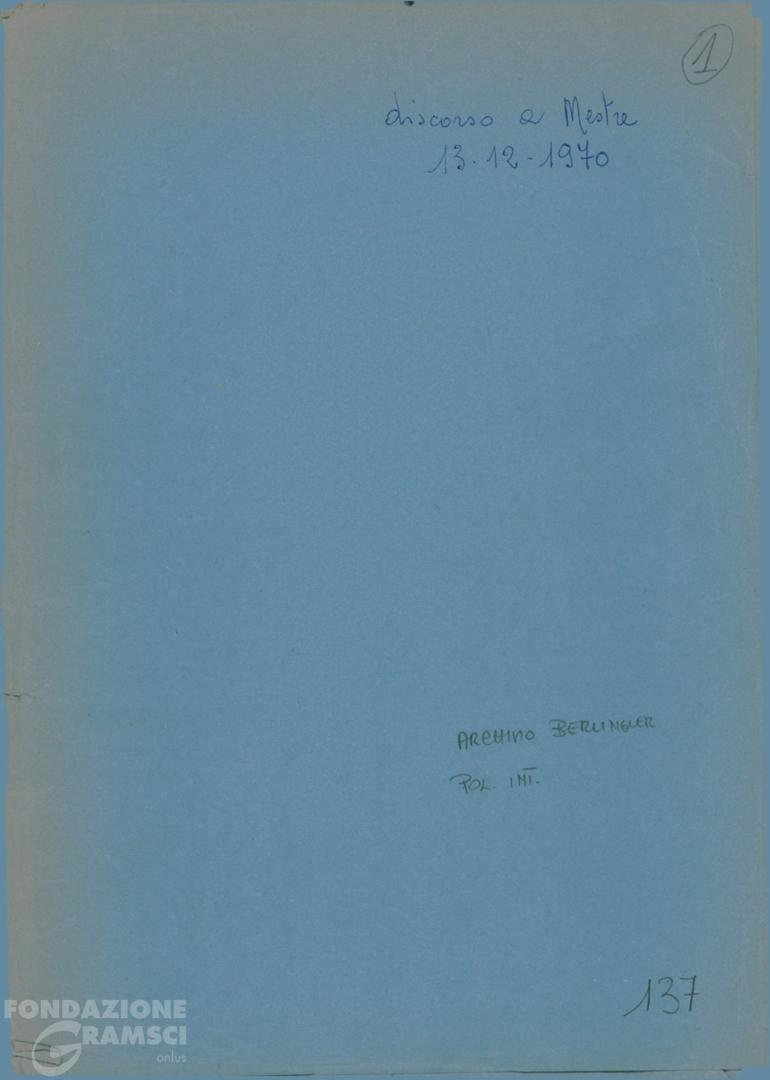 1
discorso a Mestre
13.12-1970
ARCHIVIO BERLINGUER
POL. INT.
137
FONDAZIONE
GRAMSCI
onlus